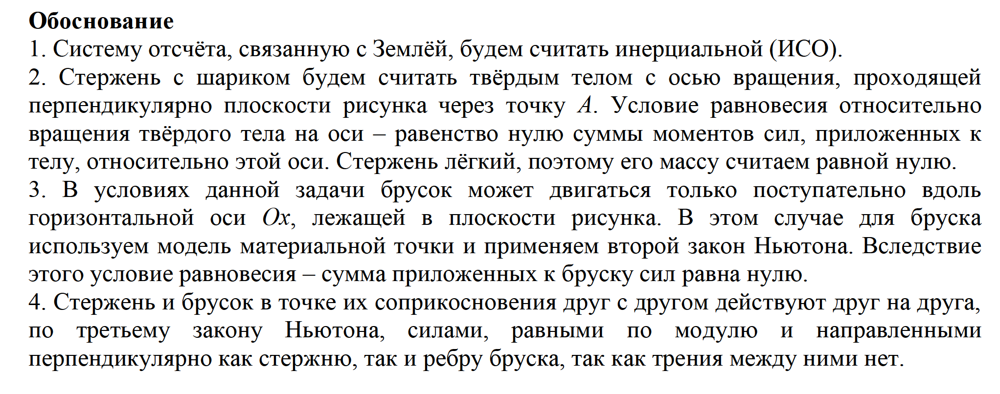 Обоснование
1. Систему отсчёта, связанную с Землёй, будем считать инерциальной (ИСО).
2. Стержень с шариком будем считать твёрдым телом с осью вращения, проходящей
перпендикулярно плоскости рисунка через точку A. Условие равновесия относительно
вращения твёрдого тела на оси – равенство нулю суммы моментов сил, приложенных к
телу, относительно этой оси. Стержень лёгкий, поэтому его массу считаем равной нулю.
3. В условиях данной задачи брусок может двигаться только поступательно вдоль
горизонтальной оси Ox, лежащей в плоскости рисунка. В этом случае для бруска
используем модель материальной точки и применяем второй закон Ньютона. Вследствие
этого условие равновесия – сумма приложенных к бруску сил равна нулю.
4. Стержень и брусок в точке их соприкосновения друг с другом действуют друг на друга,
по третьему закону Ньютона, силами, равными по модулю и направленными
перпендикулярно как стержню, так и ребру бруска, так как трения между ними нет.